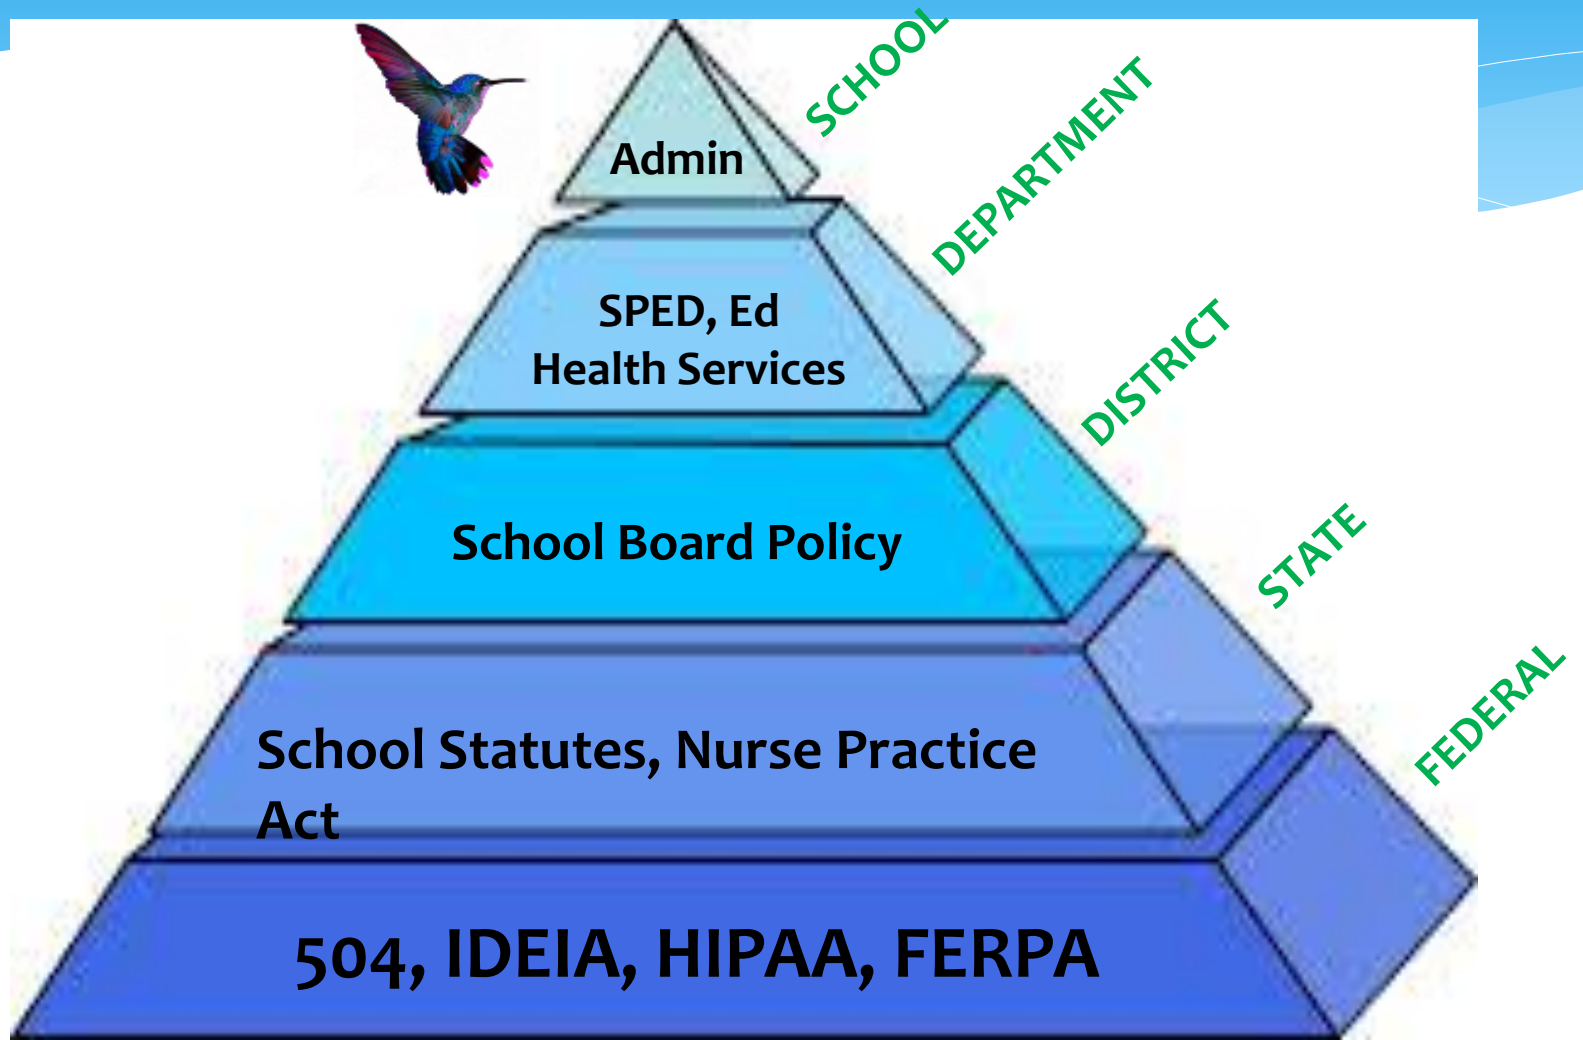 SCHOOL
Admin
DEPARTMENT
SPED, Ed
Health Services
DISTRICT
School Board Policy
STATE
School Statutes, Nurse Practice
Act
FEDERAL
504, IDEIA, HIPAA, FERPA